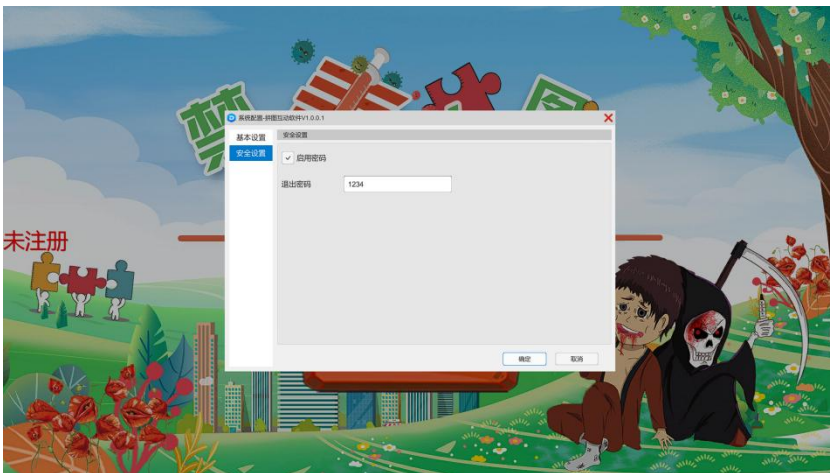 系统配置-拼图互动软件V1.0.0.1
基本设置
安全设置
安全设置
启用密码
退出密码
1234
未注册
确定
取消